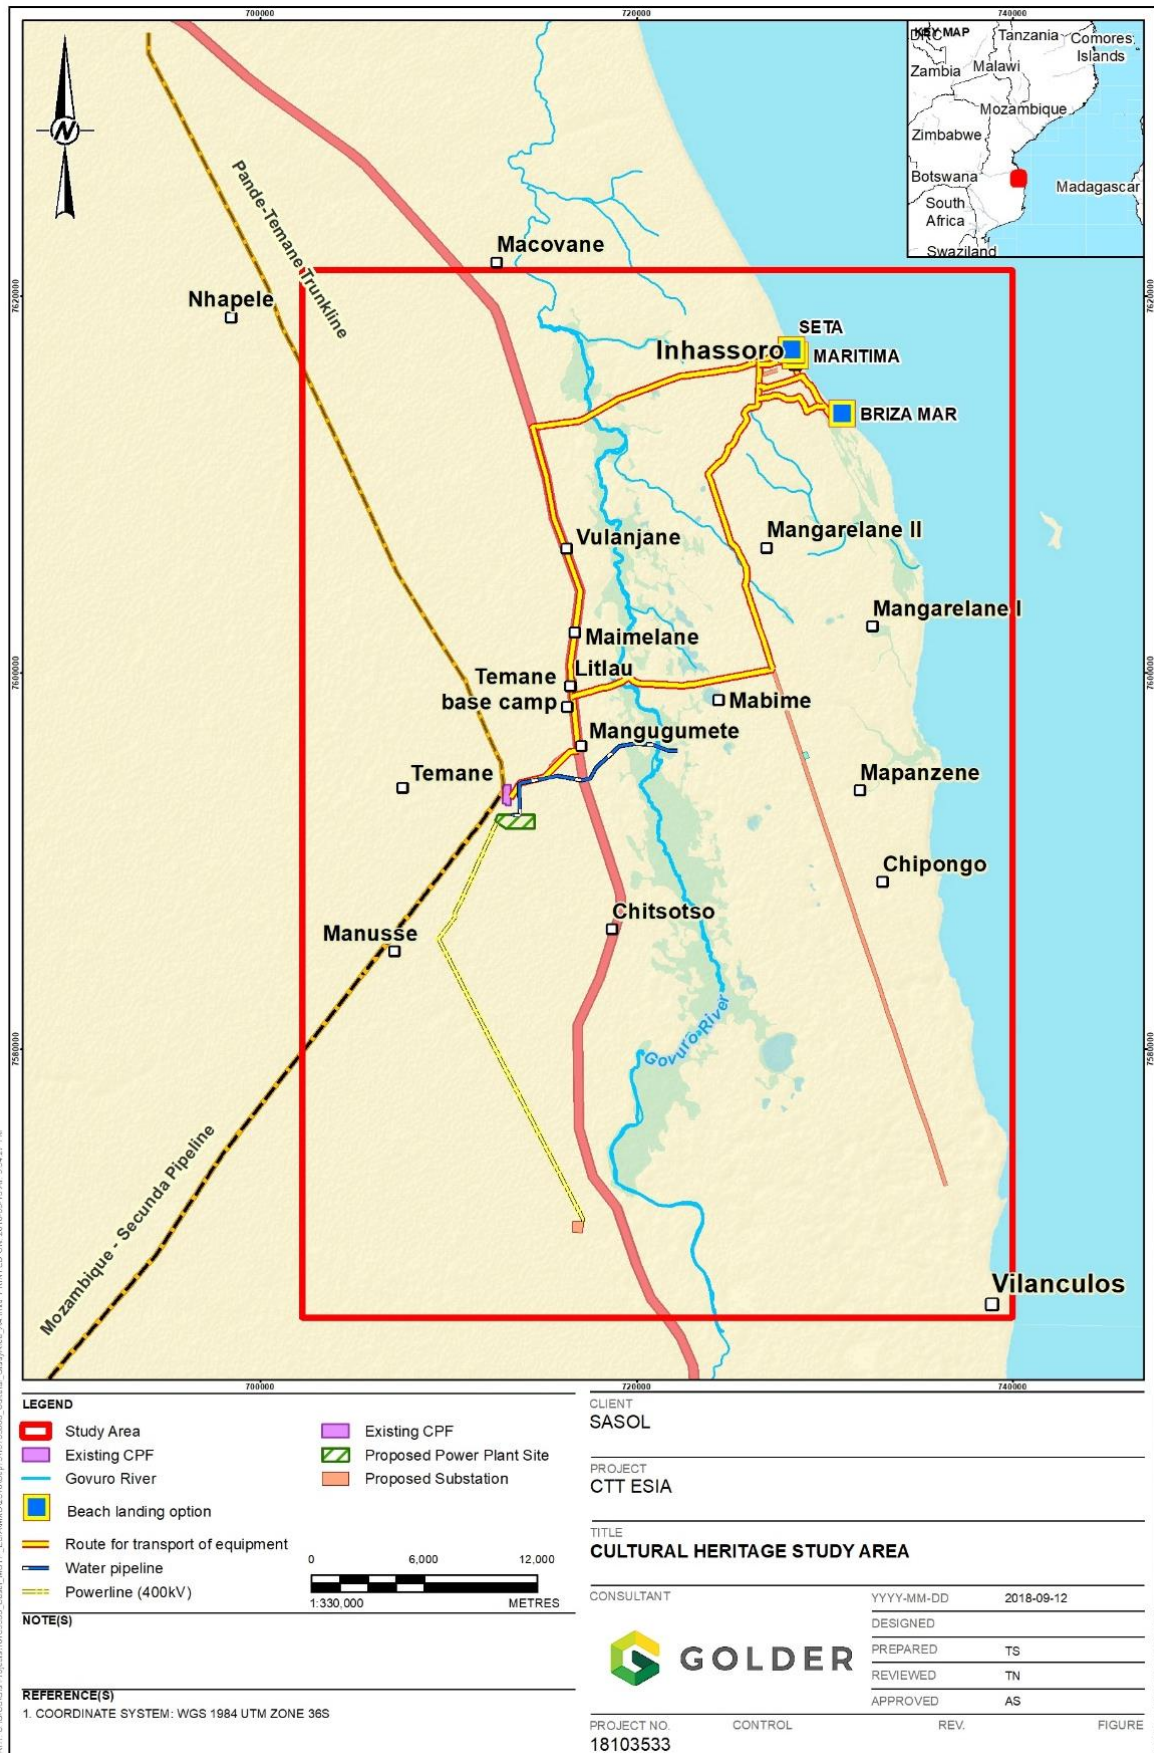 700000
720000
740000
KEY MAP
DRC
Tanzania
Comores
Islands
Zambia
Malawi
Mozambique
Zimbabwe
Botswana
Madagascar
South
Africa
Swaziland
N
Pande-Temane Trunkline
Macovane
Nhapele
7620000
7620000
SETA
Inhassoro
MARITIMA
BRIZA MAR
Vulanjane
Mangarelane II
Mangarelane I
Maimelane
Litlau
Temane
base camp
7600000
7600000
Mabime
Mangugumete
Temane
Mapanzene
Chipongo
Chitsotso
Manusse
Govuro River
7580000
7580000
Mozambique - Secunda Pipeline
Vilanculos
700000
720000
740000
LEGEND
Study Area
Existing CPF
Govuro River
Beach landing option
Route for transport of equipment
Water pipeline
Powerline (400kV)
Existing CPF
Proposed Power Plant Site
Proposed Substation
0 6,000 12,000
1:330,000 METRES
NOTE(S)
REFERENCE(S)
1. COORDINATE SYSTEM: WGS 1984 UTM ZONE 36S
CLIENT
SASOL
PROJECT
CTT ESIA
TITLE
CULTURAL HERITAGE STUDY AREA
CONSULTANT
GOLDER
YYYY-MM-DD 2018-09-12
DESIGNED
PREPARED TS
REVIEWED TN
APPROVED AS
PROJECT NO. CONTROL REV. FIGURE
18103533